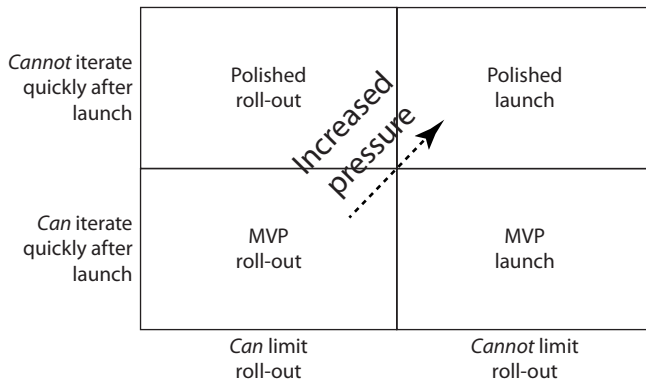 Cannot iterate
quickly after
launch
Polished
roll-out
Polished
launch
Increased
pressure
Can iterate
quickly after
launch
MVP
roll-out
MVP
launch
Can limit
roll-out
Cannot limit
roll-out